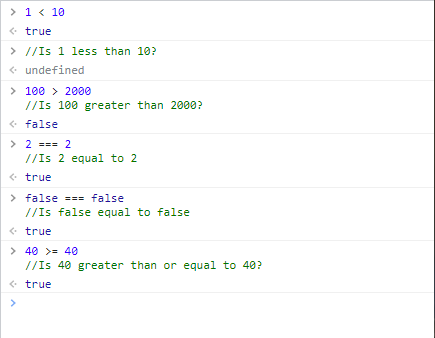 > 1 < 10
<· true
> //Is 1 less than 10?
<· undefined
> 100 > 2000
//Is 100 greater than 2000?
<· false
> 2 === 2
//Is 2 equal to 2
<· true
> false === false
//Is false equal to false
<· true
> 40 >= 40
//Is 40 greater than or equal to 40?
<· true
>